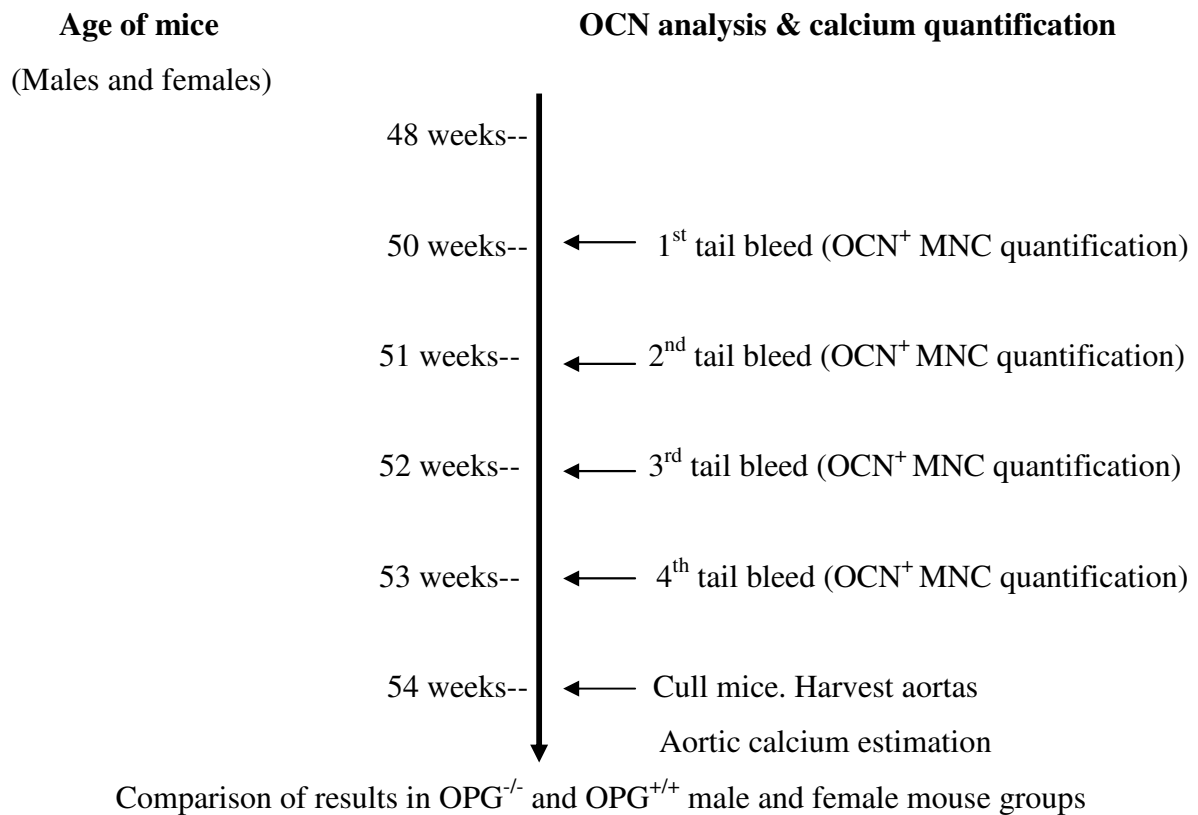 Age of mice OCN analysis & calcium quantification
(Males and females)
48 weeks--
50 weeks-- 1st tail bleed (OCN+ MNC quantification)
51 weeks-- 2nd tail bleed (OCN+ MNC quantification)
52 weeks-- 3rd tail bleed (OCN+ MNC quantification)
53 weeks-- 4th tail bleed (OCN+ MNC quantification)
54 weeks-- Cull mice. Harvest aortas
Aortic calcium estimation
Comparison of results in OPG-/- and OPG+/+ male and female mouse groups